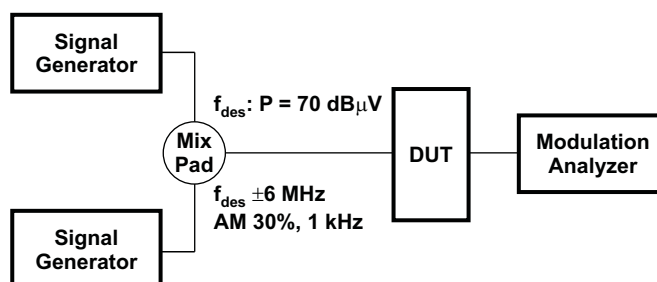 Signal
Generator
f_des: P = 70 dBμV
Mix
Pad
DUT
Modulation
Analyzer
f_des ±6 MHz
AM 30%, 1 kHz
Signal
Generator